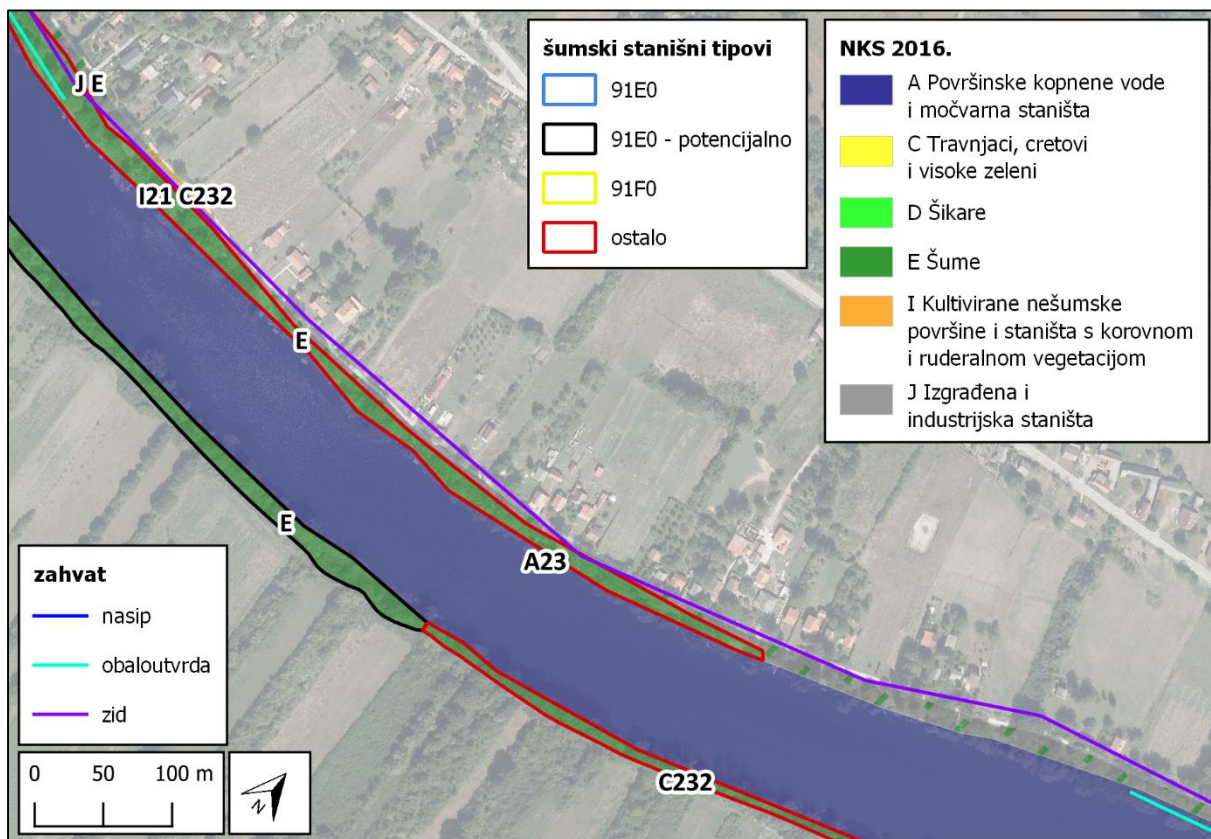 šumski stanišni tipovi
91E0
91E0 - potencijalno
91F0
ostalo
NKS 2016.
A Površinske kopnene vode
i močvarna staništa
C Travnjaci, cretovi
i visoke zeleni
D Šikare
E Šume
I Kultivirane nešumske
površine i staništa s korovnom
i ruderalnom vegetacijom
J Izgrađena i
industrijska staništa
J E
I21 C232
E
E
A23
C232
zahvat
nasip
obaloutvrda
zid
0 50 100 m
N